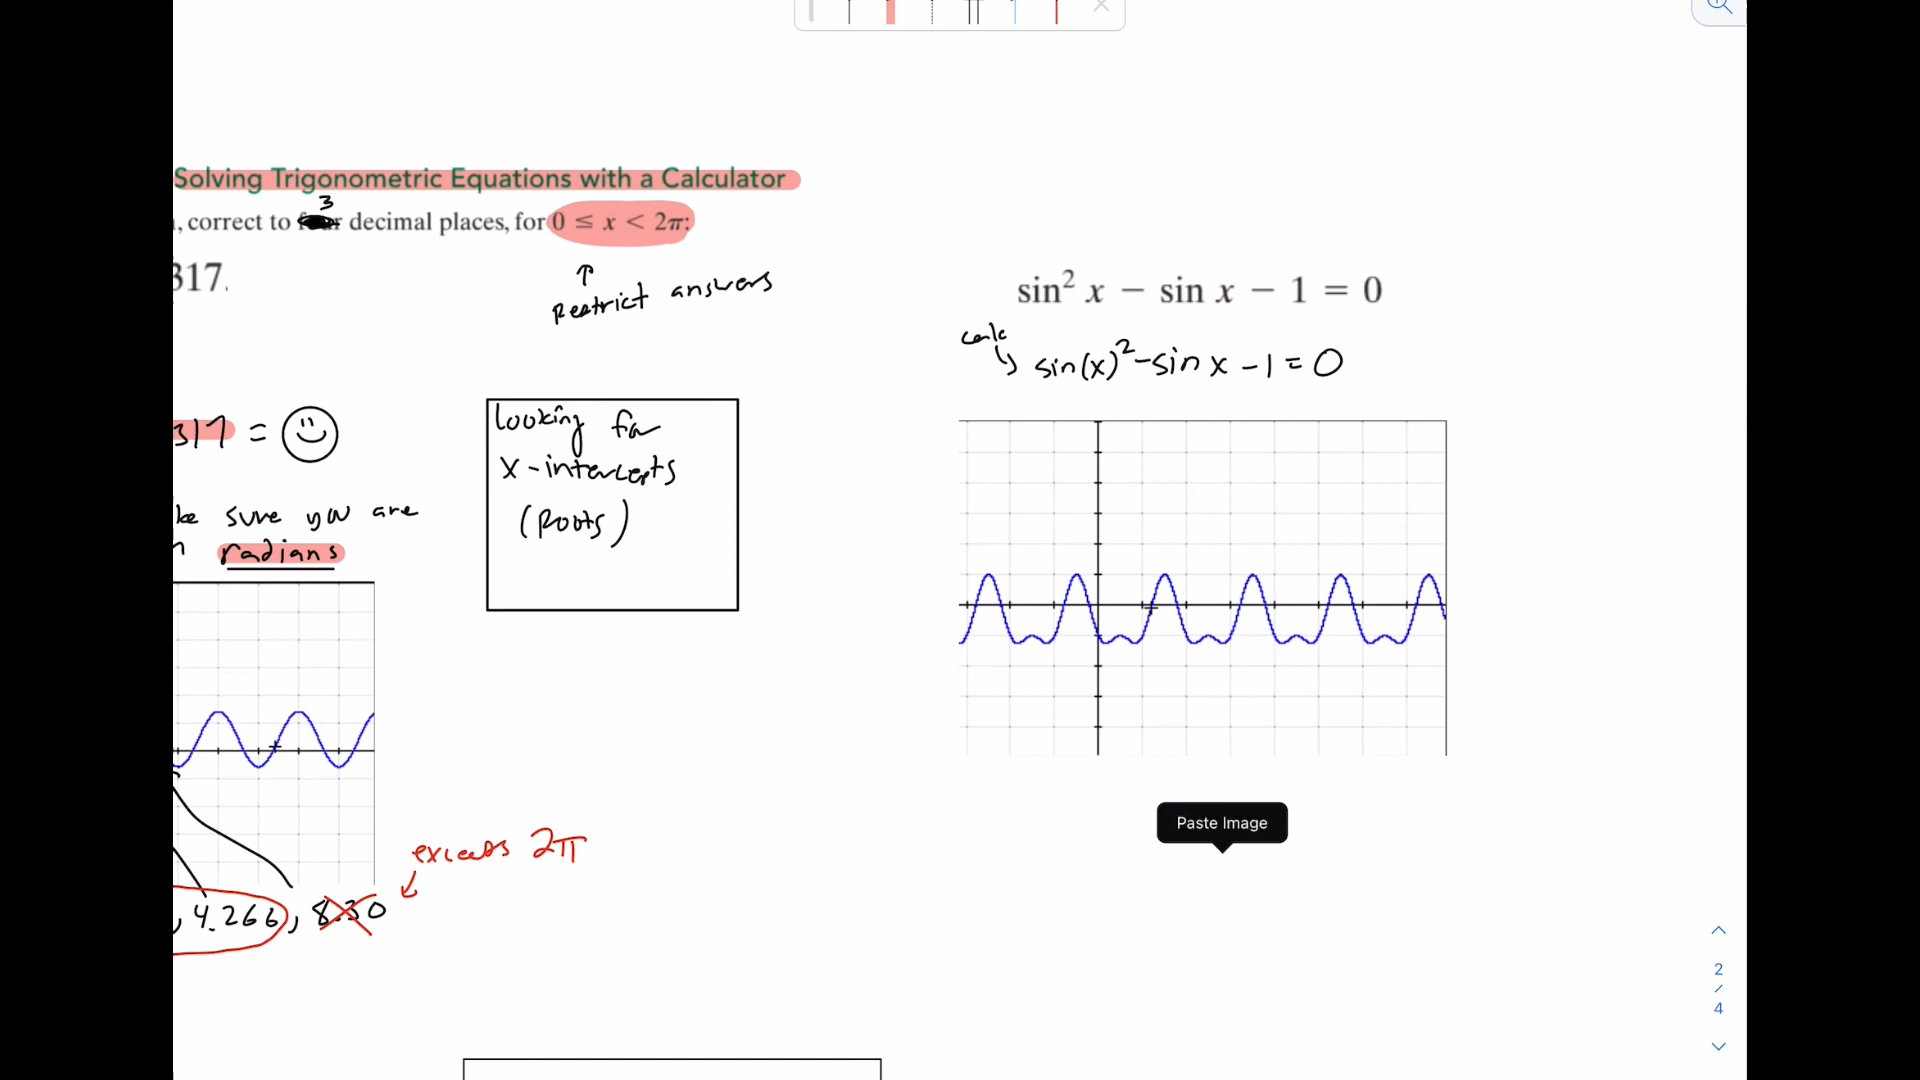 Solving Trigonometric Equations with a Calculator
3
, correct to decimal places, for 0 ≤ x < 2π:
317.
↑
Restrict answers
sin² x − sin x − 1 = 0
calc
↳ sin(x)² - sin x - 1 = 0
317 = ☺
looking for
x-intercepts
(Roots)
sure you are
radians
Paste Image
exceeds 2π
, 4.266, 8.30
2
/
4